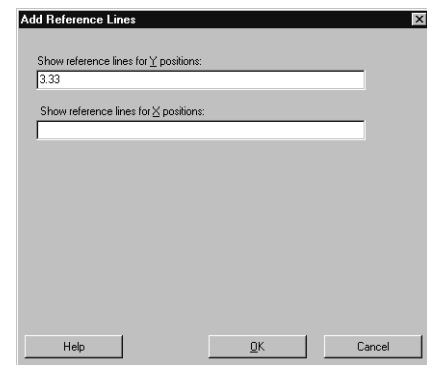 Add Reference Lines
Show reference lines for Y positions:
3.33
Show reference lines for X positions:
Help OK Cancel